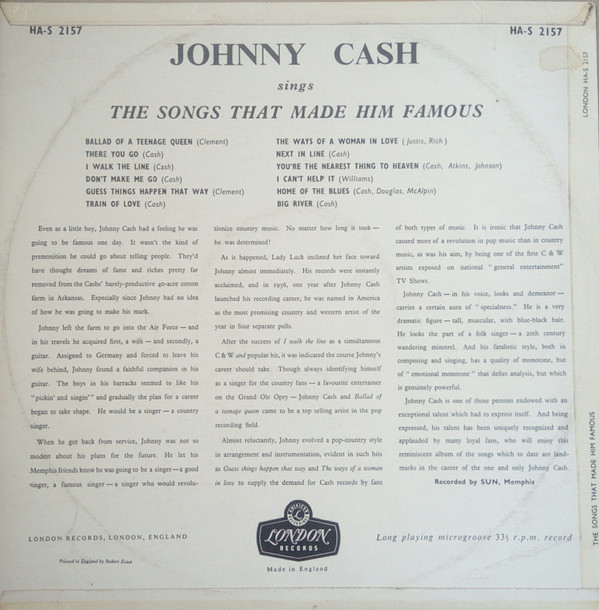 HA-S 2157
HA-S 2157
JOHNNY CASH
sings
THE SONGS THAT MADE HIM FAMOUS
BALLAD OF A TEENAGE QUEEN (Clement)
THERE YOU GO (Cash)
I WALK THE LINE (Cash)
DON'T MAKE ME GO (Cash)
GUESS THINGS HAPPEN THAT WAY (Clement)
TRAIN OF LOVE (Cash)
THE WAYS OF A WOMAN IN LOVE (Justis, Rich)
NEXT IN LINE (Cash)
YOU'RE THE NEAREST THING TO HEAVEN (Cash, Atkins, Johnson)
I CAN'T HELP IT (Williams)
HOME OF THE BLUES (Cash, Douglas, McAlpin)
BIG RIVER (Cash)
Even as a little boy, Johnny Cash had a feeling he was
going to be famous one day. It wasn't the kind of
premonition he could go about telling people. They'd
have thought dreams of fame and riches pretty far
removed from the Cashs' barely-productive 40-acre cotton
farm in Arkansas. Especially since Johnny had no idea
of how he was going to make his mark.
Johnny left the farm to go into the Air Force — and
in his travels he acquired first, a wife — and secondly, a
guitar. Assigned to Germany and forced to leave his
wife behind, Johnny found a faithful companion in his
guitar. The boys in his barracks seemed to like his
"pickin' and singin'" and gradually the plan for a career
began to take shape. He would be a singer — a country
singer.
When he got back from service, Johnny was not so
modest about his plans for the future. He let his
Memphis friends know he was going to be a singer — a good
singer, a famous singer — a singer who would revolu-
tionize country music. No matter how long it took —
he was determined!
As it happened, Lady Luck inclined her face toward
Johnny almost immediately. His records were instantly
acclaimed, and in 1956, one year after Johnny Cash
launched his recording career, he was named in America
as the most promising country and western artist of the
year in four separate pulls.
After the success of I walk the line as a simultaneous
C & W and popular hit, it was indicated the course Johnny's
career should take. Though always identifying himself
as a singer for the country fans — a favourite entertainer
on the Grand Ole Opry — Johnny Cash and Ballad of
a teenage queen came to be a top selling artist in the pop
recording field.
Almost reluctantly, Johnny evolved a pop-country style
in arrangement and instrumentation, evident in such hits
as Guess things happen that way and The ways of a woman
in love to supply the demand for Cash records by fans
of both types of music. It is ironic that Johnny Cash
caused more of a revolution in pop music than in country
music, as was his aim, by being one of the first C & W
artists exposed on national "general entertainment"
TV Shows.
Johnny Cash — in his voice, looks and demeanor —
carries a certain aura of "specialness." He is a very
dramatic figure — tall, muscular, with blue-black hair.
He looks the part of a folk singer — a 20th century
wandering minstrel. And his fatalistic style, both in
composing and singing, has a quality of monotone, but
of "emotional monotone" that defies analysis, but which
is genuinely powerful.
Johnny Cash is one of those persons endowed with an
exceptional talent which had to express itself. And being
expressed, his talent has been uniquely recognized and
applauded by many loyal fans, who will enjoy this
reminiscent album of the songs which to date are land-
marks in the career of the one and only Johnny Cash.
Recorded by SUN, Memphis
LONDON RECORDS, LONDON, ENGLAND
Printed in England by Robert Stace
AMERICAN
L
LONDON
RECORDS
Made in England
Long playing microgroove 33⅓ r.p.m. record
LONDON HA-S 2157
THE SONGS THAT MADE HIM FAMOUS